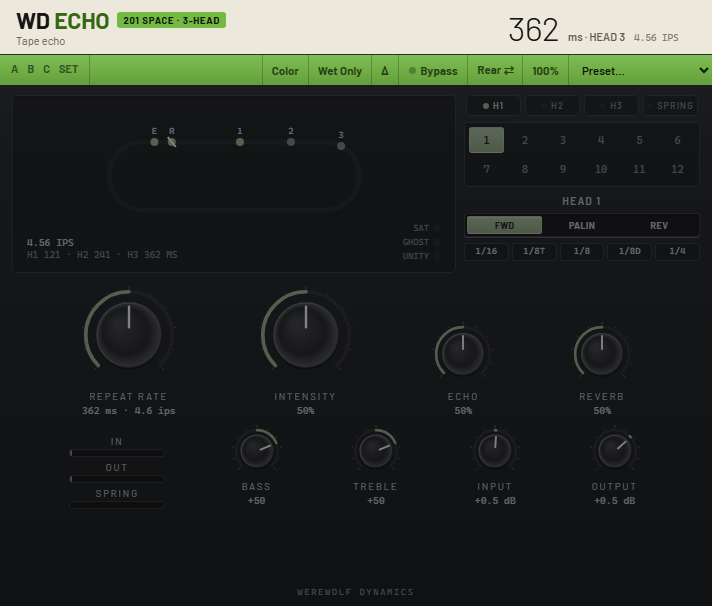 WD ECHO 201 SPACE · 3-HEAD
Tape echo
362 ms · HEAD 3 4.56 IPS
A B C SET Color Wet Only Δ Bypass Rear ⇄ 100% Preset...
E R 1 2 3
4.56 IPS
H1 121 · H2 241 · H3 362 MS
SAT
GHOST
UNITY
H1 H2 H3 SPRING
1 2 3 4 5 6
7 8 9 10 11 12
HEAD 1
FWD PALIN REV
1/16 1/8T 1/8 1/8D 1/4
REPEAT RATE INTENSITY ECHO REVERB
362 ms · 4.6 ips 50% 50% 50%
IN
OUT
SPRING
BASS TREBLE INPUT OUTPUT
+50 +50 +0.5 dB +0.5 dB
WEREWOLF DYNAMICS